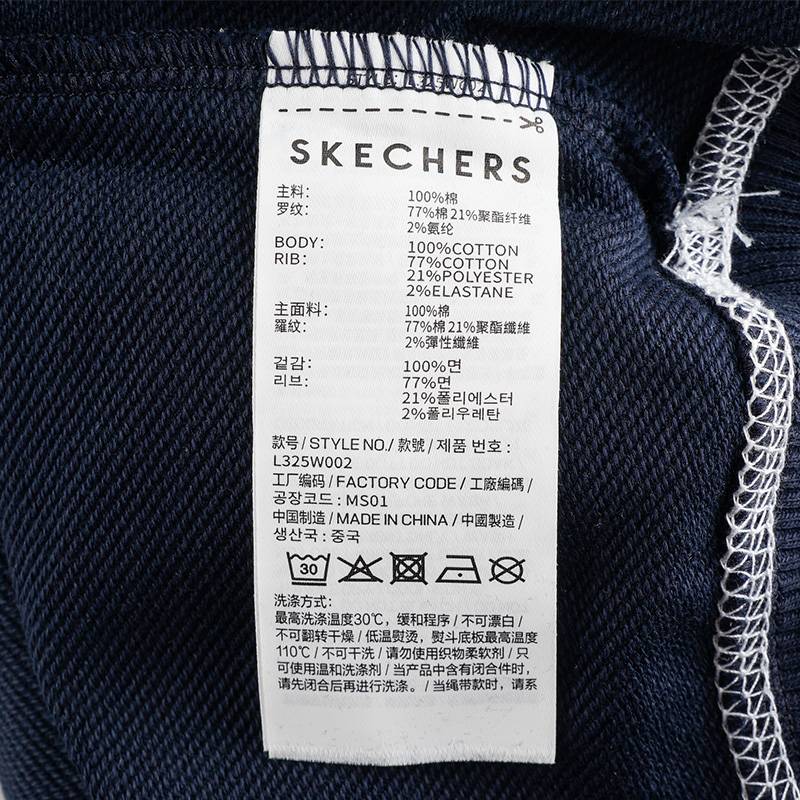 STYLE: L325W002
SKECHERS
主料: 100%棉
罗纹: 77%棉 21%聚酯纤维
2%氨纶
BODY: 100%COTTON
RIB: 77%COTTON
21%POLYESTER
2%ELASTANE
主面料: 100%棉
羅紋: 77%棉 21%聚酯纖維
2%彈性纖維
겉감: 100%면
리브: 77%면
21%폴리에스터
2%폴리우레탄
款号 / STYLE NO./ 款號 / 제품 번호 :
L325W002
工厂编码 / FACTORY CODE / 工廠編碼 /
공장코드 : MS01
中国制造 / MADE IN CHINA / 中國製造 /
생산국 : 중국
30
洗涤方式:
最高洗涤温度30℃，缓和程序 / 不可漂白 /
不可翻转干燥 / 低温熨烫，熨斗底板最高温度
110℃ / 不可干洗 / 请勿使用织物柔软剂 / 只
可使用温和洗涤剂 / 当产品中含有闭合件时，
请先闭合后再进行洗涤。 / 当绳带款时，请系